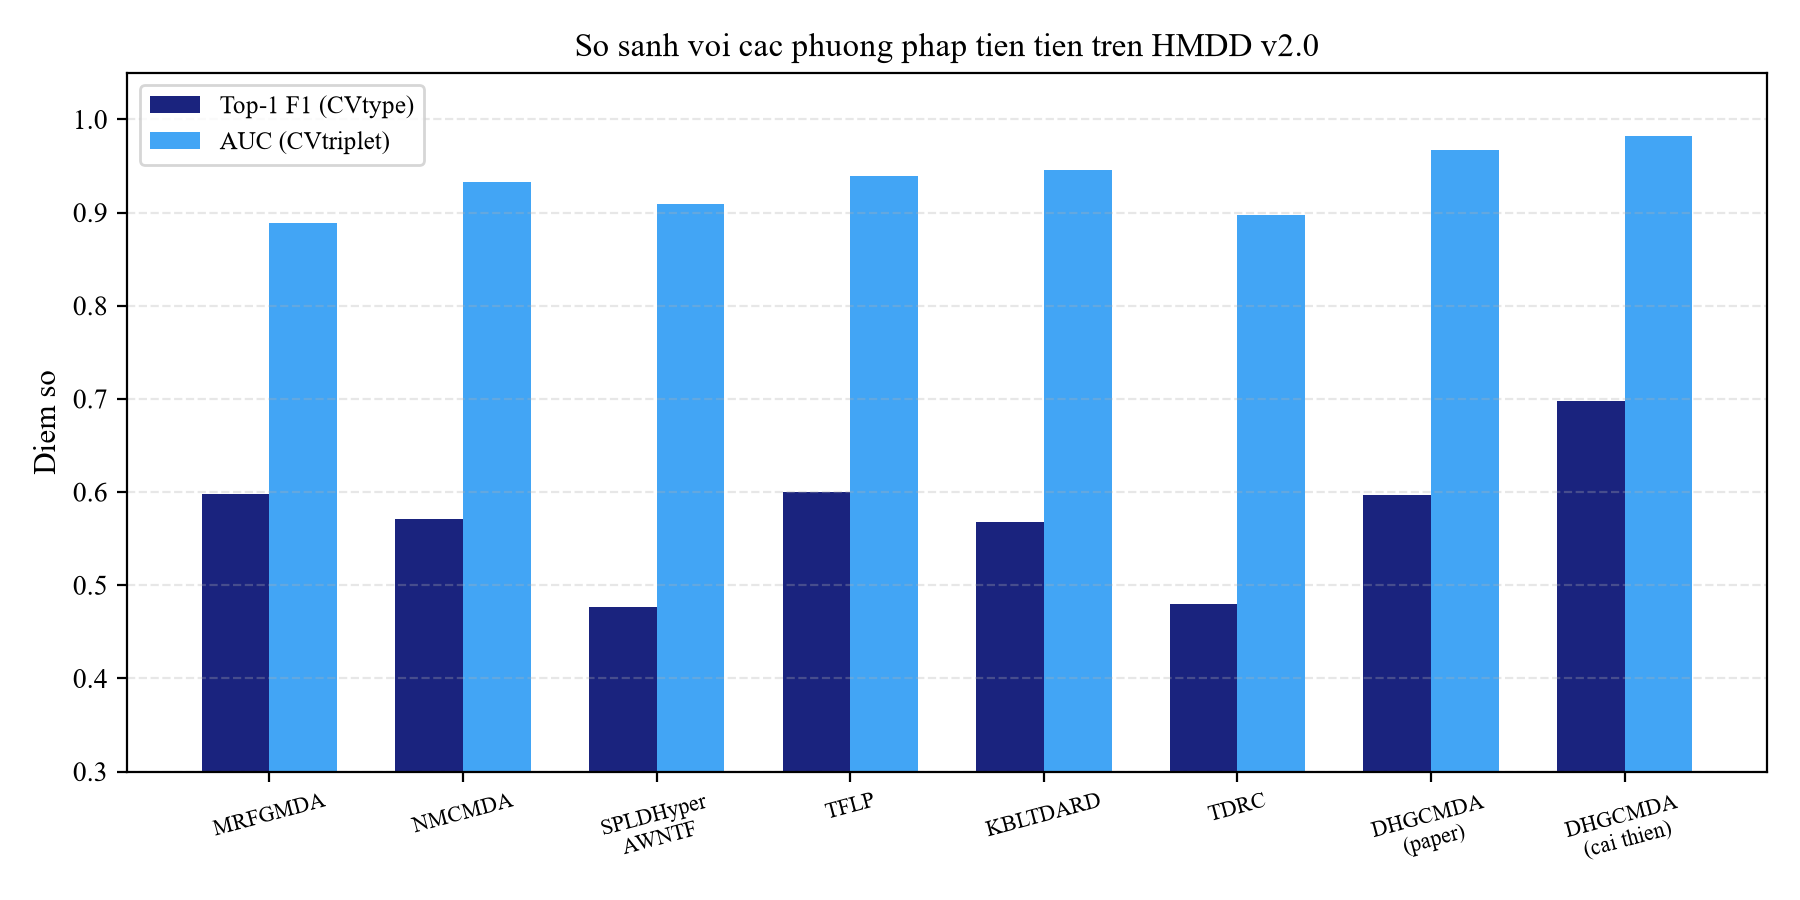 So sanh voi cac phuong phap tien tien tren HMDD v2.0
Top-1 F1 (CVtype)
AUC (CVtriplet)
Diem so
1.0
0.9
0.8
0.7
0.6
0.5
0.4
0.3
MRFGMDA
NMCMDA
SPLDHyper
AWNTF
TFLP
KBLTDARD
TDRC
DHGCMDA
(paper)
DHGCMDA
(cai thien)